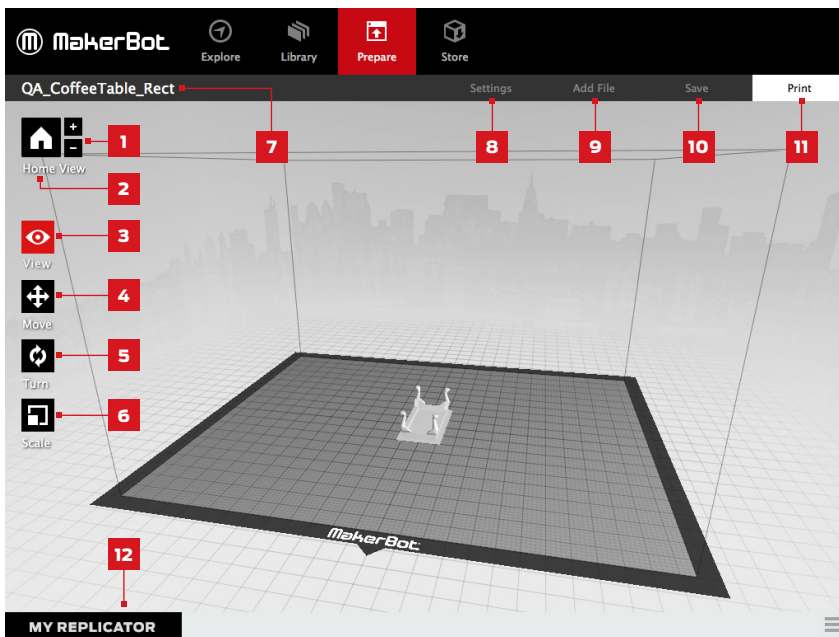 MakerBot
Explore Library Prepare Store
QA_CoffeeTable_Rect Settings Add File Save Print
+
1
−
7 8 9 10 11
Home View
2
3
View
4
Move
5
Turn
6
Scale
MakerBot
12
MY REPLICATOR